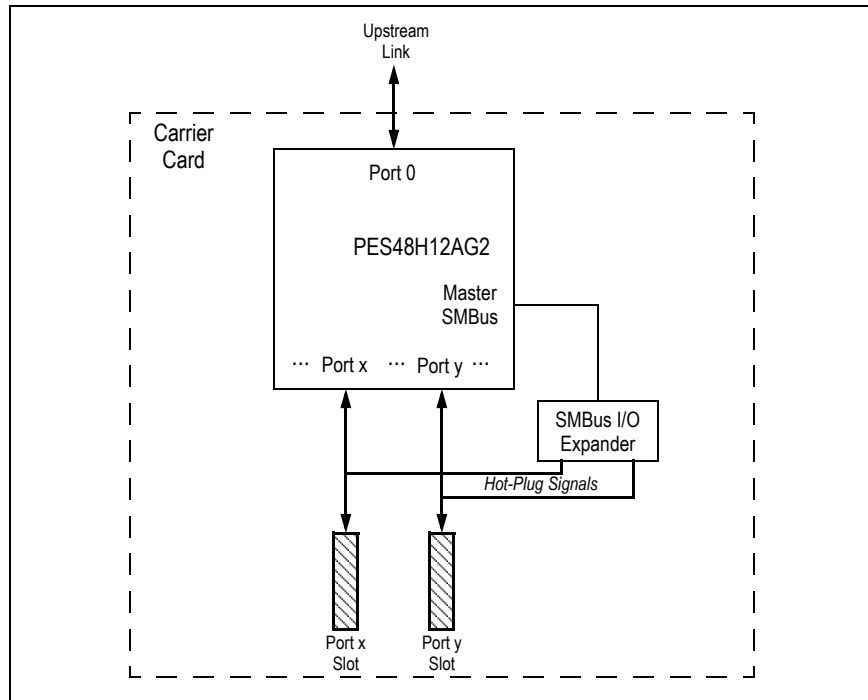 Upstream
Link
Carrier
Card
Port 0
PES48H12AG2
Master
SMBus
... Port x ... Port y ...
SMBus I/O
Expander
Hot-Plug Signals
Port x
Slot
Port y
Slot